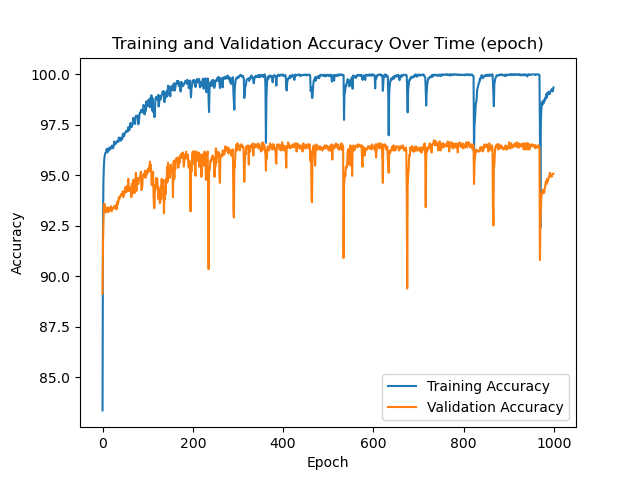 Training and Validation Accuracy Over Time (epoch)
100.0
97.5
95.0
92.5
90.0
87.5
85.0
Accuracy
Training Accuracy
Validation Accuracy
0 200 400 600 800 1000
Epoch